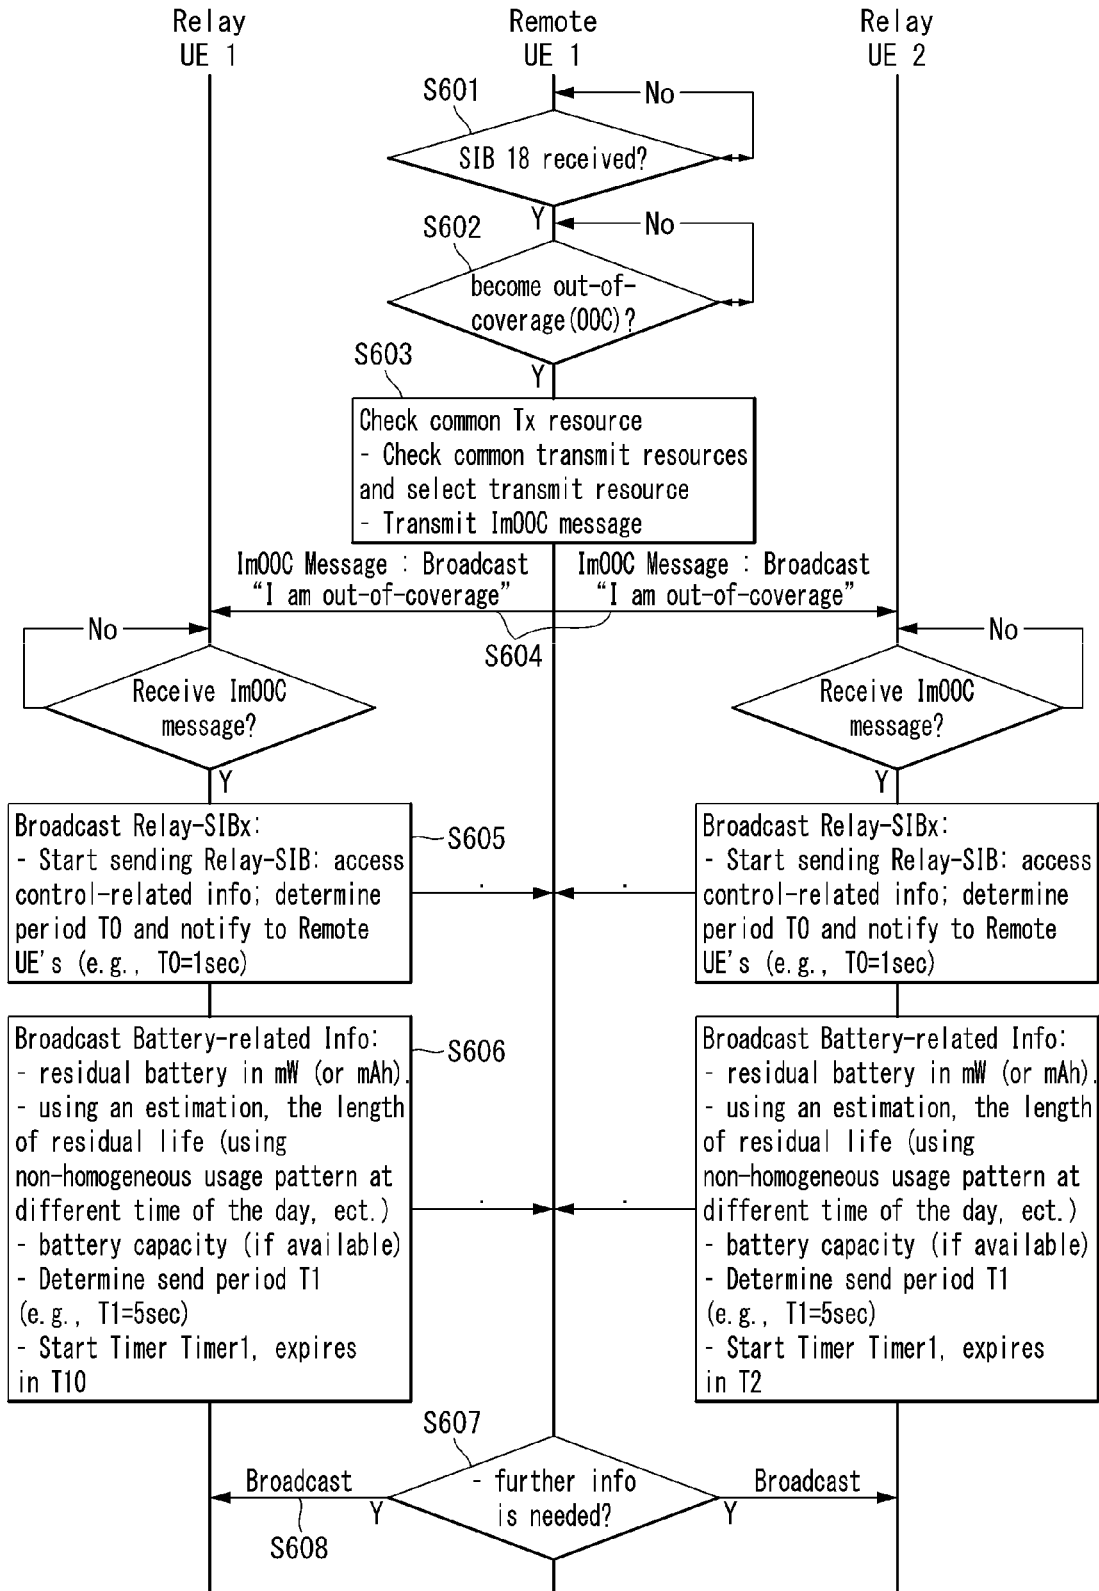 Relay
UE 1
Remote
UE 1
Relay
UE 2
S601
No
SIB 18 received?
Y
S602
No
become out-of-
coverage(OOC)?
S603
Y
Check common Tx resource
- Check common transmit resources
and select transmit resource
- Transmit ImOOC message
ImOOC Message : Broadcast
"I am out-of-coverage"
ImOOC Message : Broadcast
"I am out-of-coverage"
S604
No
Receive ImOOC
message?
Y
No
Receive ImOOC
message?
Y
Broadcast Relay-SIBx:
- Start sending Relay-SIB: access
control-related info; determine
period T0 and notify to Remote
UE's (e.g., T0=1sec)
S605
Broadcast Relay-SIBx:
- Start sending Relay-SIB: access
control-related info; determine
period T0 and notify to Remote
UE's (e.g., T0=1sec)
Broadcast Battery-related Info:
- residual battery in mW (or mAh).
- using an estimation, the length
of residual life (using
non-homogeneous usage pattern at
different time of the day, ect.)
- battery capacity (if available)
- Determine send period T1
(e.g., T1=5sec)
- Start Timer Timer1, expires
in T10
S606
Broadcast Battery-related Info:
- residual battery in mW (or mAh).
- using an estimation, the length
of residual life (using
non-homogeneous usage pattern at
different time of the day, ect.)
- battery capacity (if available)
- Determine send period T1
(e.g., T1=5sec)
- Start Timer Timer1, expires
in T2
S607
Broadcast
Y
- further info
is needed?
Broadcast
Y
S608